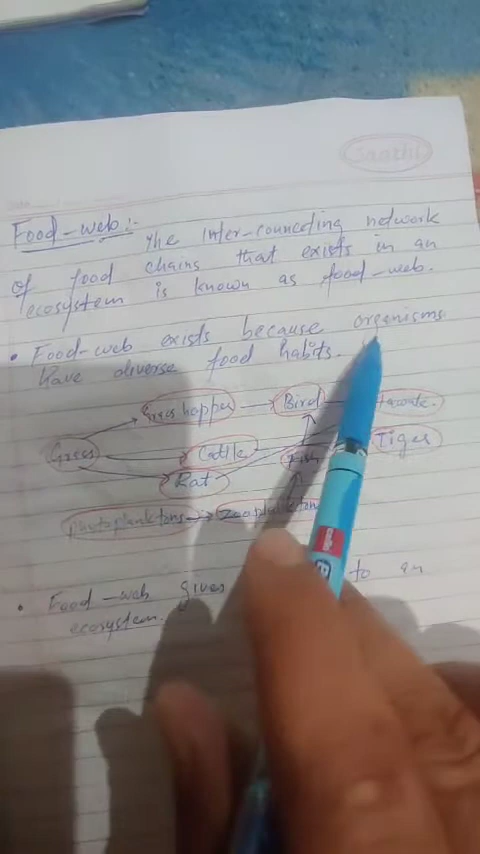 Saathi
Food-web:-
The Inter-connecting network
of food chains that exists in an
ecosystem is known as food-web.
• Food-web exists because organisms
have diverse food habits.
Grass hopper Bird
Grass Cattle Tiger
Rat
Zooplankton
• Food-web gives to an
ecosystem.